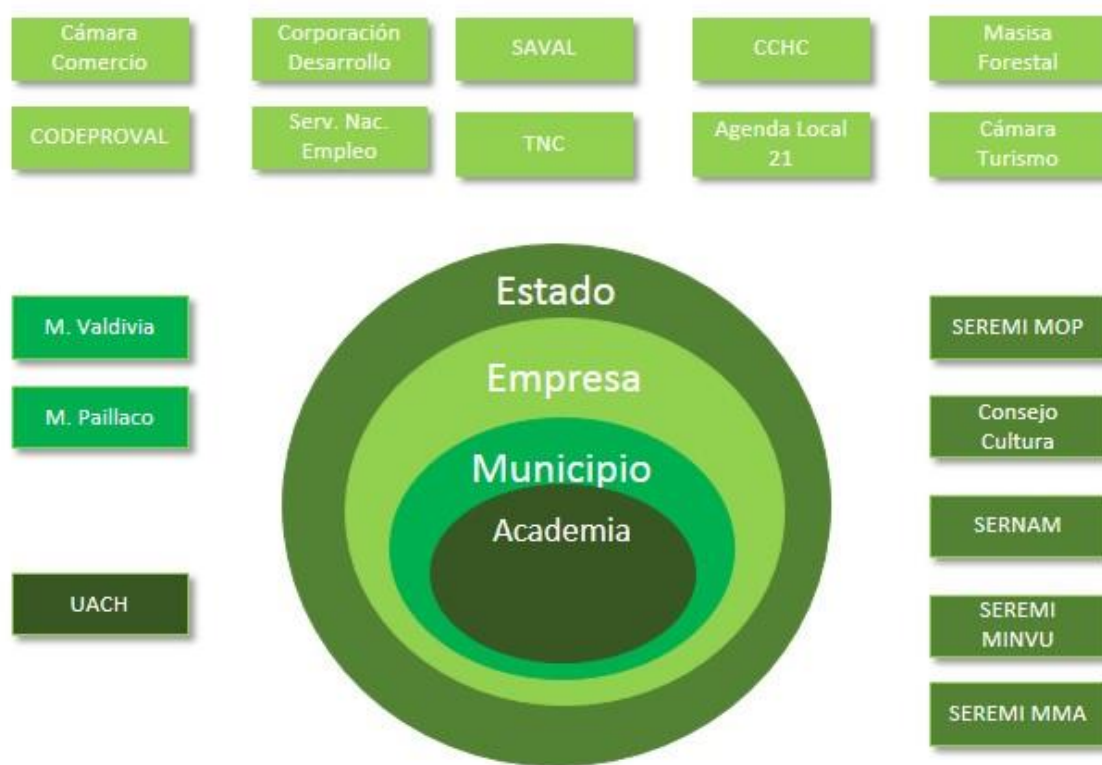 Cámara
Comercio
Corporación
Desarrollo
SAVAL
CCHC
Masisa
Forestal
CODEPROVAL
Serv. Nac.
Empleo
TNC
Agenda Local
21
Cámara
Turismo
Estado
Empresa
Municipio
Academia
M. Valdivia
M. Paillaco
UACH
SEREMI MOP
Consejo
Cultura
SERNAM
SEREMI
MINVU
SEREMI MMA